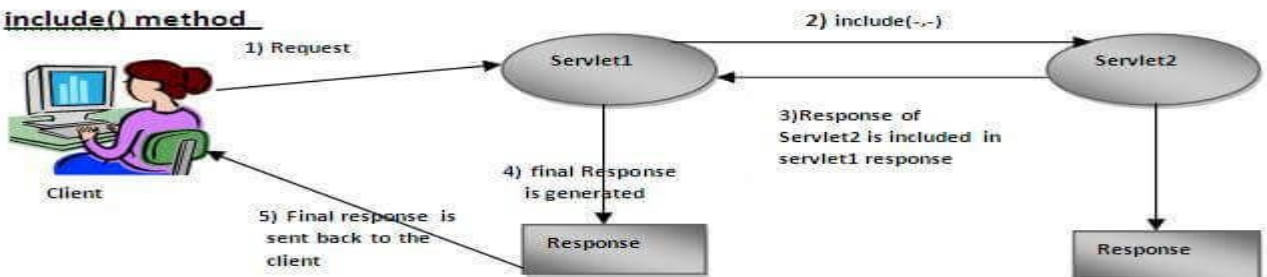 include() method
1) Request
2) include(-,-)
Servlet1
Servlet2
3)Response of
Servlet2 is included in
servlet1 response
4) final Response
is generated
Client
5) Final response is
sent back to the
client
Response
Response